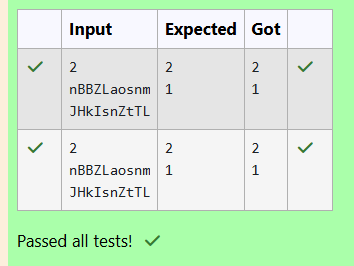 Input Expected Got
2 2 2
nBBZLaosnm 1 1
JHkIsnZtTL
2 2 2
nBBZLaosnm 1 1
JHkIsnZtTL
Passed all tests!